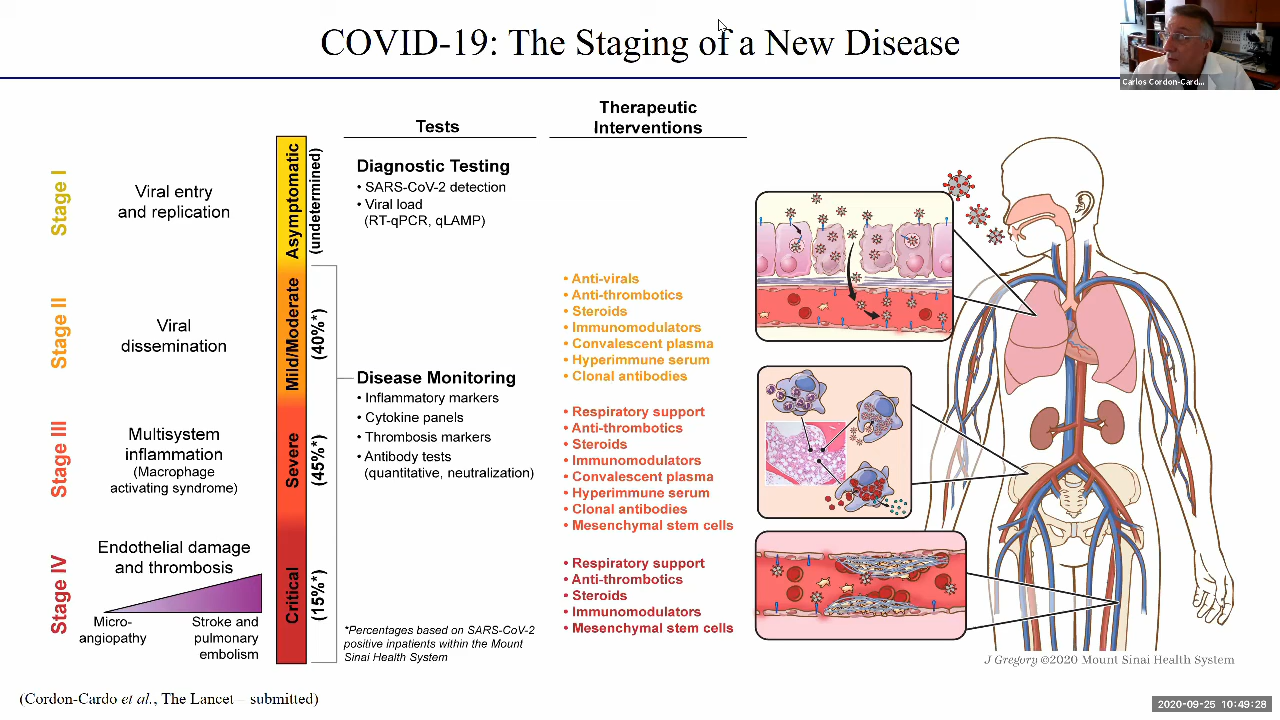 COVID-19: The Staging of a New Disease
Carlos Cordon-Card...
Tests
Therapeutic
Interventions
Stage I
Viral entry
and replication
Asymptomatic
(undetermined)
Diagnostic Testing
• SARS-CoV-2 detection
• Viral load
(RT-qPCR, qLAMP)
Stage II
Viral
dissemination
Mild/Moderate
(40%*)
• Anti-virals
• Anti-thrombotics
• Steroids
• Immunomodulators
• Convalescent plasma
• Hyperimmune serum
• Clonal antibodies
Disease Monitoring
• Inflammatory markers
• Cytokine panels
• Thrombosis markers
• Antibody tests
(quantitative, neutralization)
Stage III
Multisystem
inflammation
(Macrophage
activating syndrome)
Severe
(45%*)
• Respiratory support
• Anti-thrombotics
• Steroids
• Immunomodulators
• Convalescent plasma
• Hyperimmune serum
• Clonal antibodies
• Mesenchymal stem cells
Stage IV
Endothelial damage
and thrombosis
Micro-
angiopathy
Stroke and
pulmonary
embolism
Critical
(15%*)
• Respiratory support
• Anti-thrombotics
• Steroids
• Immunomodulators
• Mesenchymal stem cells
*Percentages based on SARS-CoV-2
positive inpatients within the Mount
Sinai Health System
J Gregory ©2020 Mount Sinai Health System
(Cordon-Cardo et al., The Lancet – submitted)
2020-09-25 10:49:28